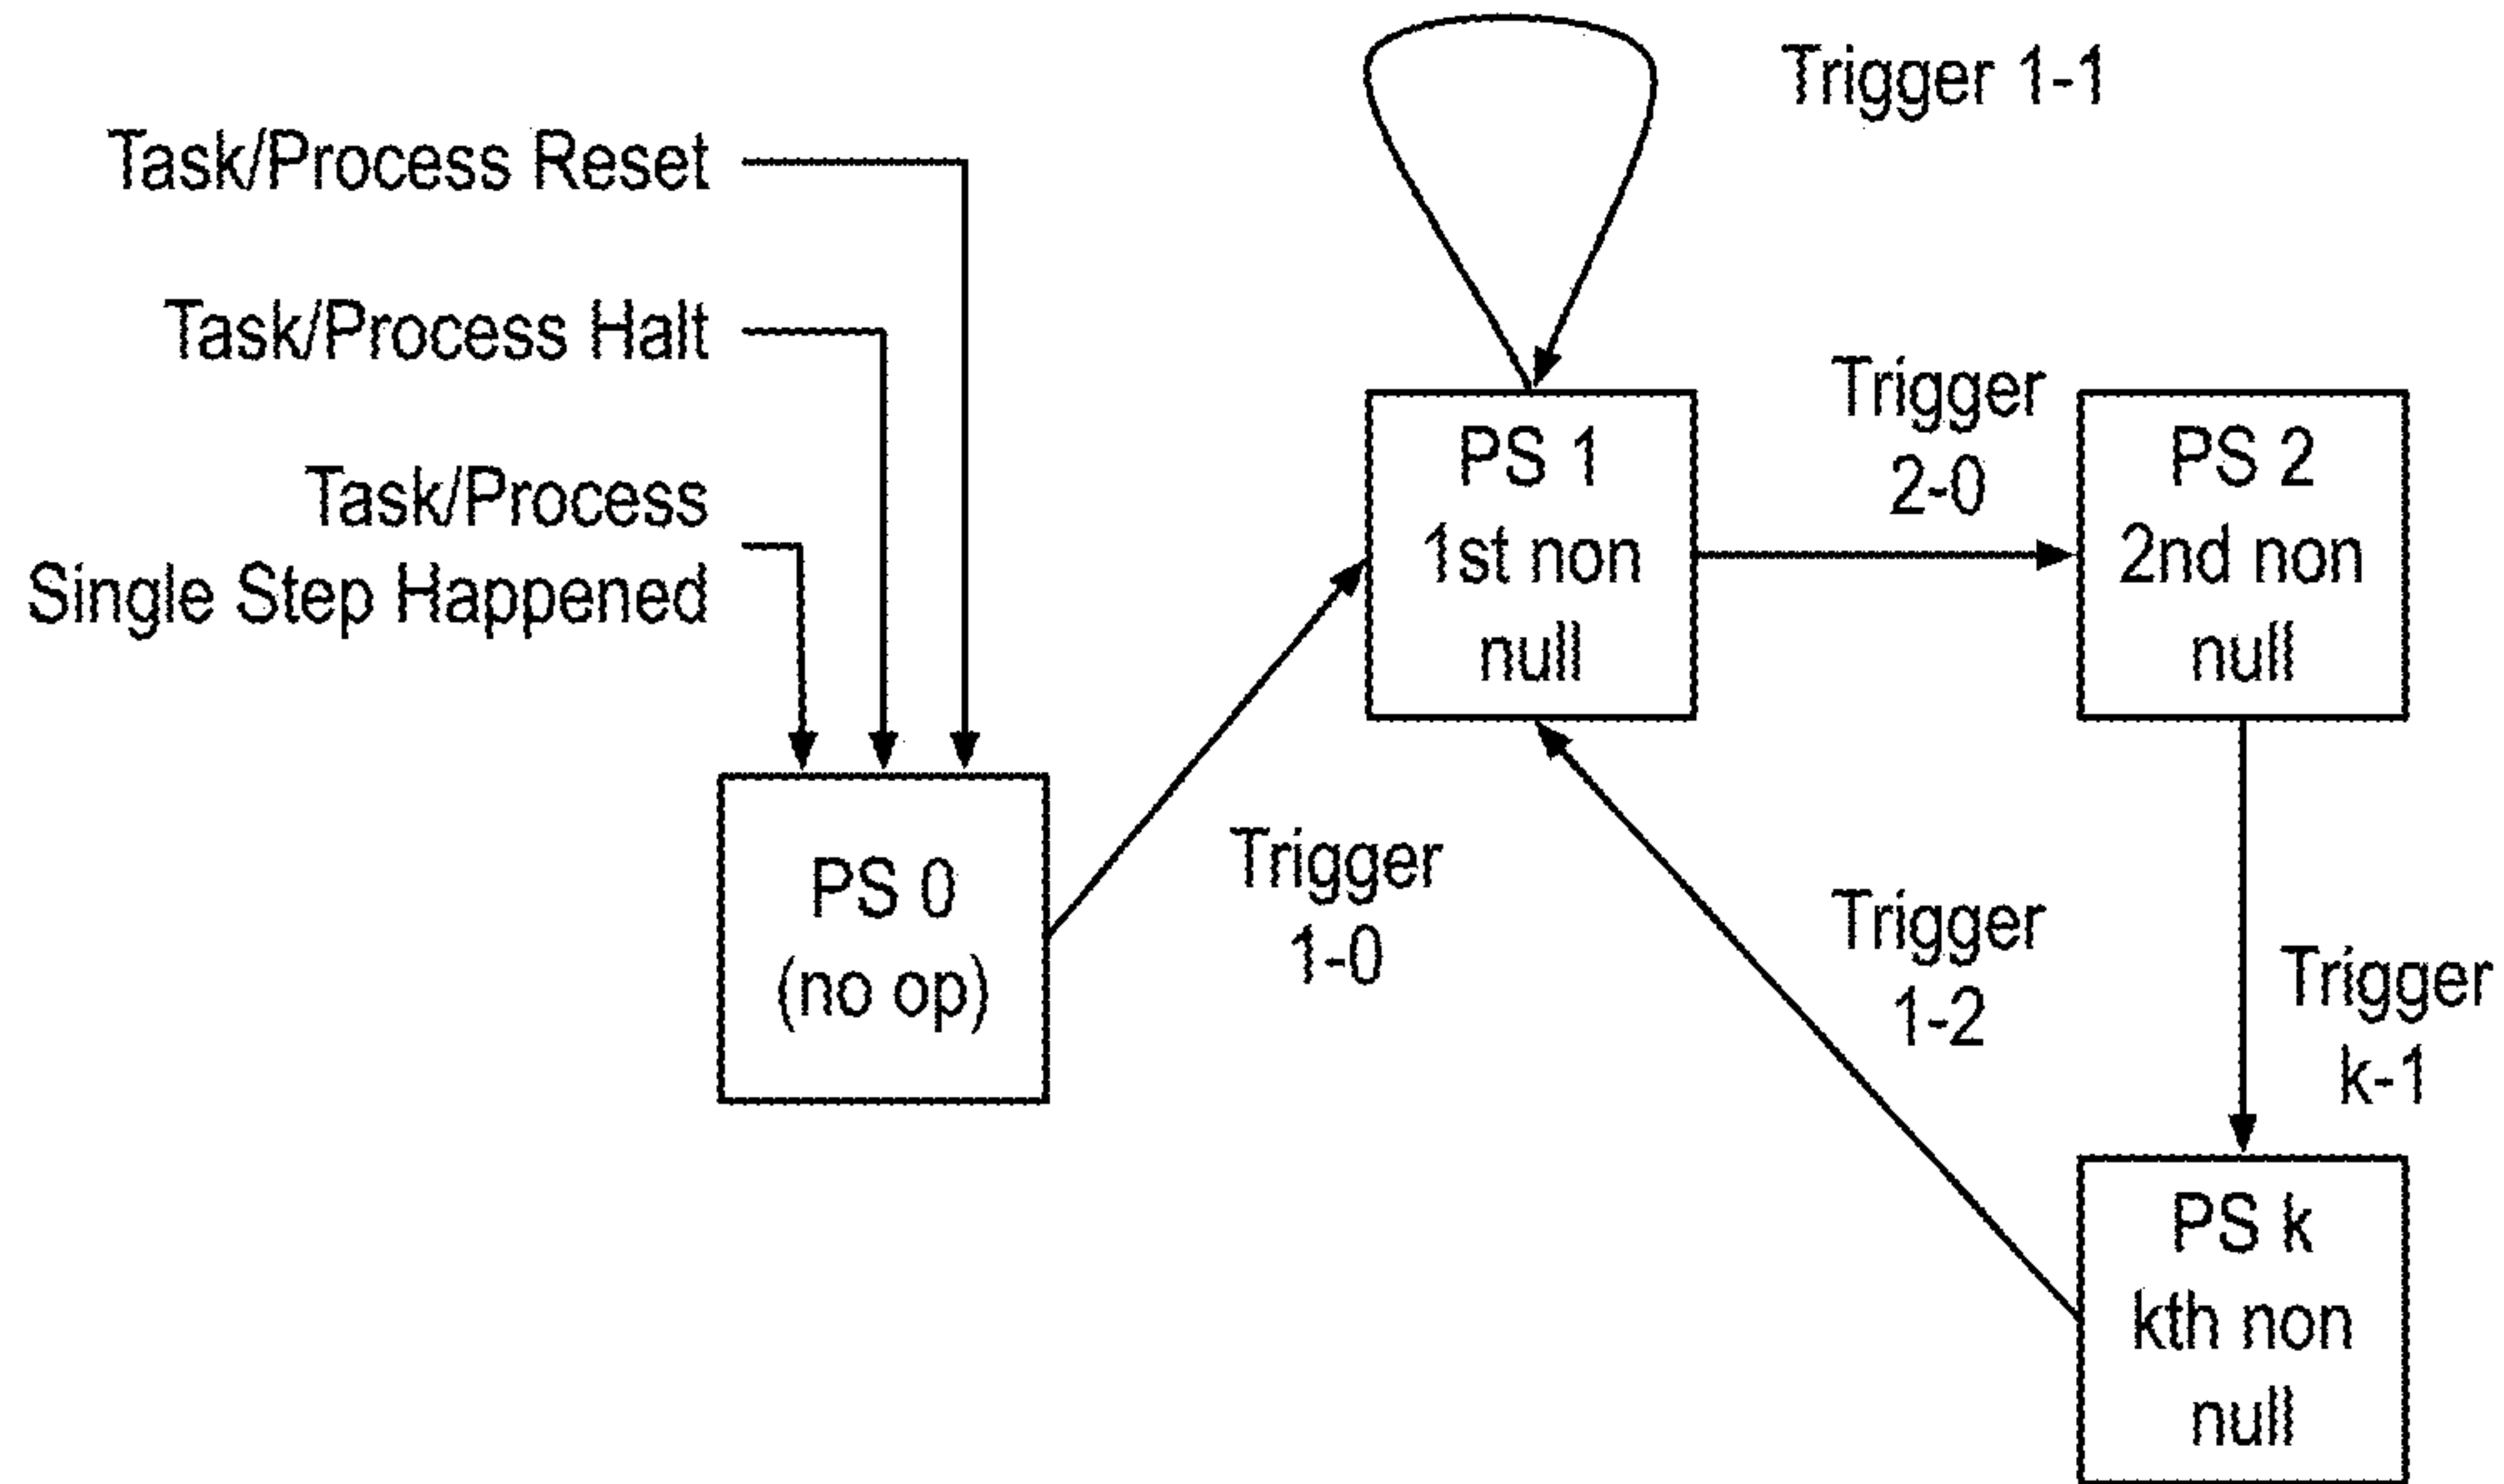 Trigger 1-1
Task/Process Reset
Task/Process Halt
Task/Process
Single Step Happened
PS 0
(no op)
Trigger
1-0
PS 1
1st non
null
Trigger
2-0
PS 2
2nd non
null
Trigger
1-2
Trigger
k-1
PS k
kth non
null